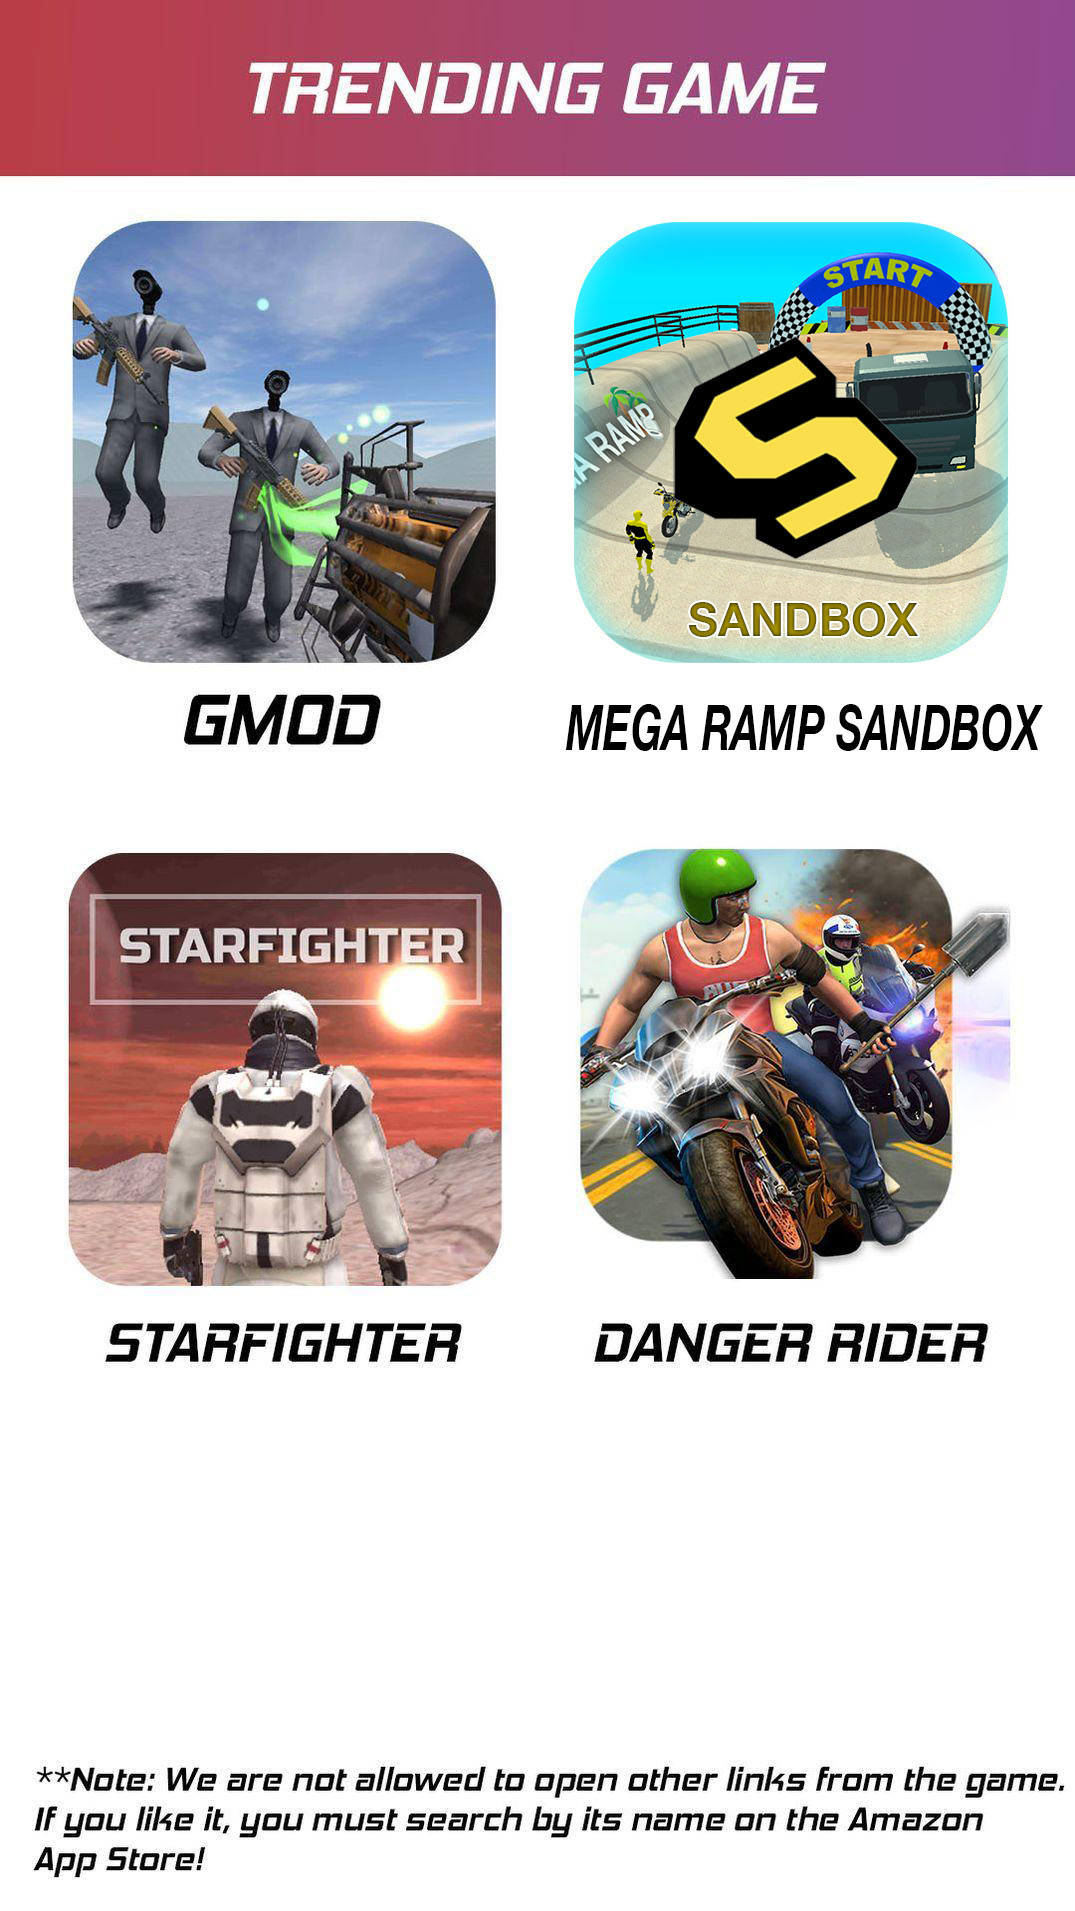 TRENDING GAME
START
A RAMP
SANDBOX
GMOD
MEGA RAMP SANDBOX
STARFIGHTER
STARFIGHTER
DANGER RIDER
**Note: We are not allowed to open other links from the game.
If you like it, you must search by its name on the Amazon
App Store!